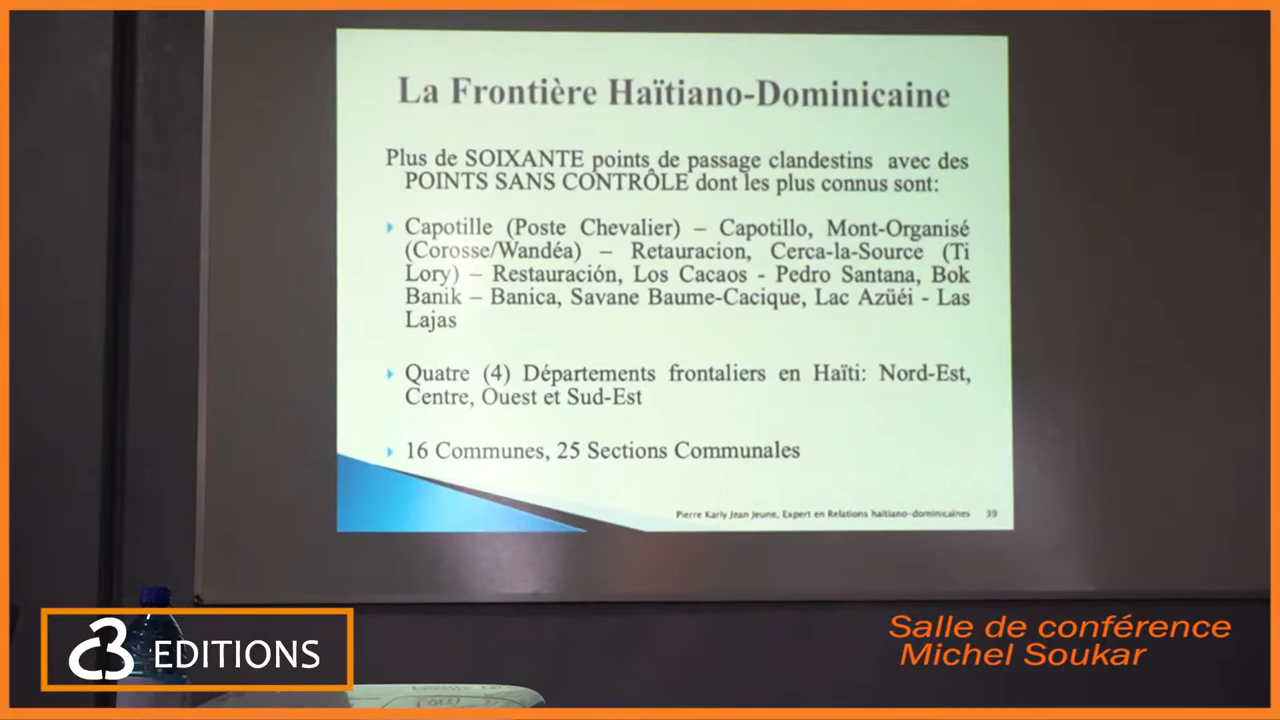 La Frontière Haïtiano-Dominicaine
Plus de SOIXANTE points de passage clandestins avec des
POINTS SANS CONTRÔLE dont les plus connus sont:
Capotille (Poste Chevalier) – Capotillo, Mont-Organisé
(Corosse/Wandéa) – Retauracion, Cerca-la-Source (Ti
Lory) – Restauración, Los Cacaos - Pedro Santana, Bok
Banik – Banica, Savane Baume-Cacique, Lac Azüéi - Las
Lajas
Quatre (4) Départements frontaliers en Haïti: Nord-Est,
Centre, Ouest et Sud-Est
16 Communes, 25 Sections Communales
Pierre Karly Jean Jeune, Expert en Relations haïtiano-dominicaines 39
C3 EDITIONS
Salle de conférence
Michel Soukar